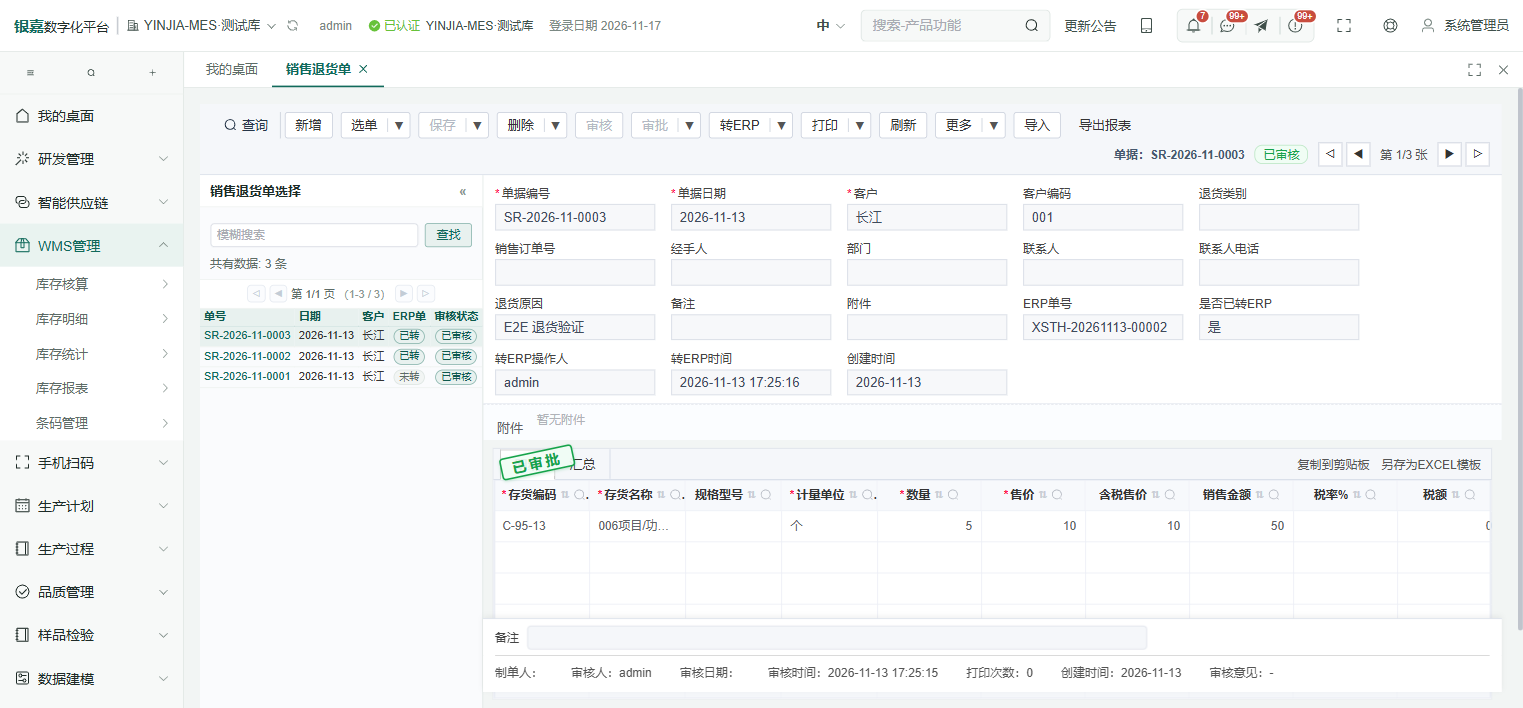 银嘉数字化平台 YINJIA-MES·测试库 admin 已认证 YINJIA-MES·测试库 登录日期 2026-11-17 中 搜索-产品功能 更新公告 7 99+ 99+ 系统管理员
我的桌面 销售退货单
我的桌面
研发管理
智能供应链
WMS管理
库存核算
库存明细
库存统计
库存报表
条码管理
手机扫码
生产计划
生产过程
品质管理
样品检验
数据建模
查询 新增 选单 保存 删除 审核 审批 转ERP 打印 刷新 更多 导入 导出报表
单据: SR-2026-11-0003 已审核 第 1/3 张
销售退货单选择 «
模糊搜索 查找
共有数据: 3 条
第 1/1 页 (1-3 / 3)
单号 日期 客户 ERP单 审核状态
SR-2026-11-0003 2026-11-13 长江 已转 已审核
SR-2026-11-0002 2026-11-13 长江 已转 已审核
SR-2026-11-0001 2026-11-13 长江 未转 已审核
*单据编号 *单据日期 *客户 客户编码 退货类别
SR-2026-11-0003 2026-11-13 长江 001
销售订单号 经手人 部门 联系人 联系人电话
退货原因 备注 附件 ERP单号 是否已转ERP
E2E 退货验证 XSTH-20261113-00002 是
转ERP操作人 转ERP时间 创建时间
admin 2026-11-13 17:25:16 2026-11-13
附件 暂无附件
已审批 汇总 复制到剪贴板 另存为EXCEL模板
*存货编码 *存货名称 规格型号 *计量单位 *数量 *售价 含税售价 销售金额 税率% 税额
C-95-13 006项目/功... 个 5 10 10 50 0
备注
制单人: 审核人: admin 审核日期: 审核时间: 2026-11-13 17:25:15 打印次数: 0 创建时间: 2026-11-13 审核意见: -